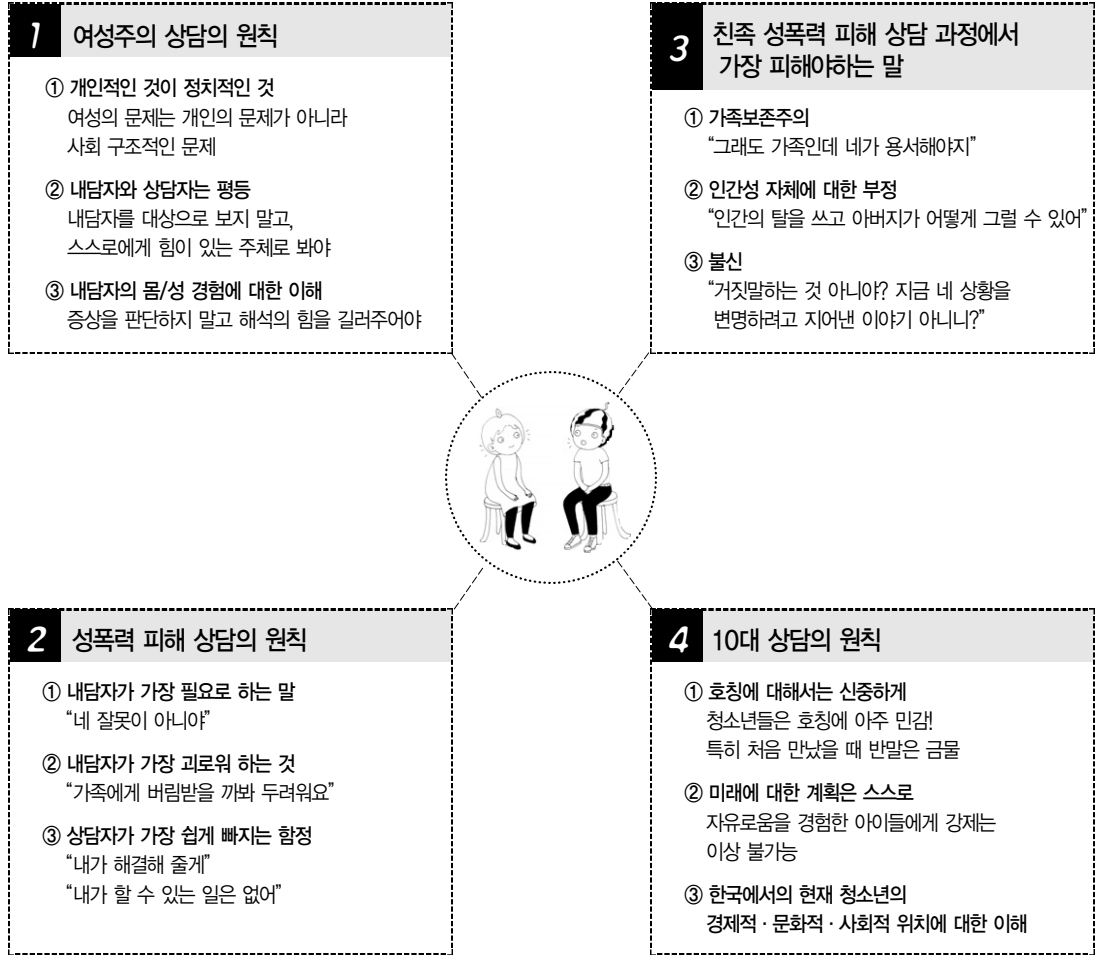 1 여성주의 상담의 원칙
① 개인적인 것이 정치적인 것
여성의 문제는 개인의 문제가 아니라
사회 구조적인 문제
② 내담자와 상담자는 평등
내담자를 대상으로 보지 말고,
스스로에게 힘이 있는 주체로 봐야
③ 내담자의 몸/성 경험에 대한 이해
증상을 판단하지 말고 해석의 힘을 길러주어야
2 성폭력 피해 상담의 원칙
① 내담자가 가장 필요로 하는 말
“네 잘못이 아니야”
② 내담자가 가장 괴로워 하는 것
“가족에게 버림받을 까봐 두려워요”
③ 상담자가 가장 쉽게 빠지는 함정
“내가 해결해 줄게”
“내가 할 수 있는 일은 없어”
3 친족 성폭력 피해 상담 과정에서
가장 피해야하는 말
① 가족보존주의
“그래도 가족인데 네가 용서해야지”
② 인간성 자체에 대한 부정
“인간의 탈을 쓰고 아버지가 어떻게 그럴 수 있어”
③ 불신
“거짓말하는 것 아니야? 지금 네 상황을
변명하려고 지어낸 이야기 아니니?”
4 10대 상담의 원칙
① 호칭에 대해서는 신중하게
청소년들은 호칭에 아주 민감!
특히 처음 만났을 때 반말은 금물
② 미래에 대한 계획은 스스로
자유로움을 경험한 아이들에게 강제는
이상 불가능
③ 한국에서의 현재 청소년의
경제적 · 문화적 · 사회적 위치에 대한 이해